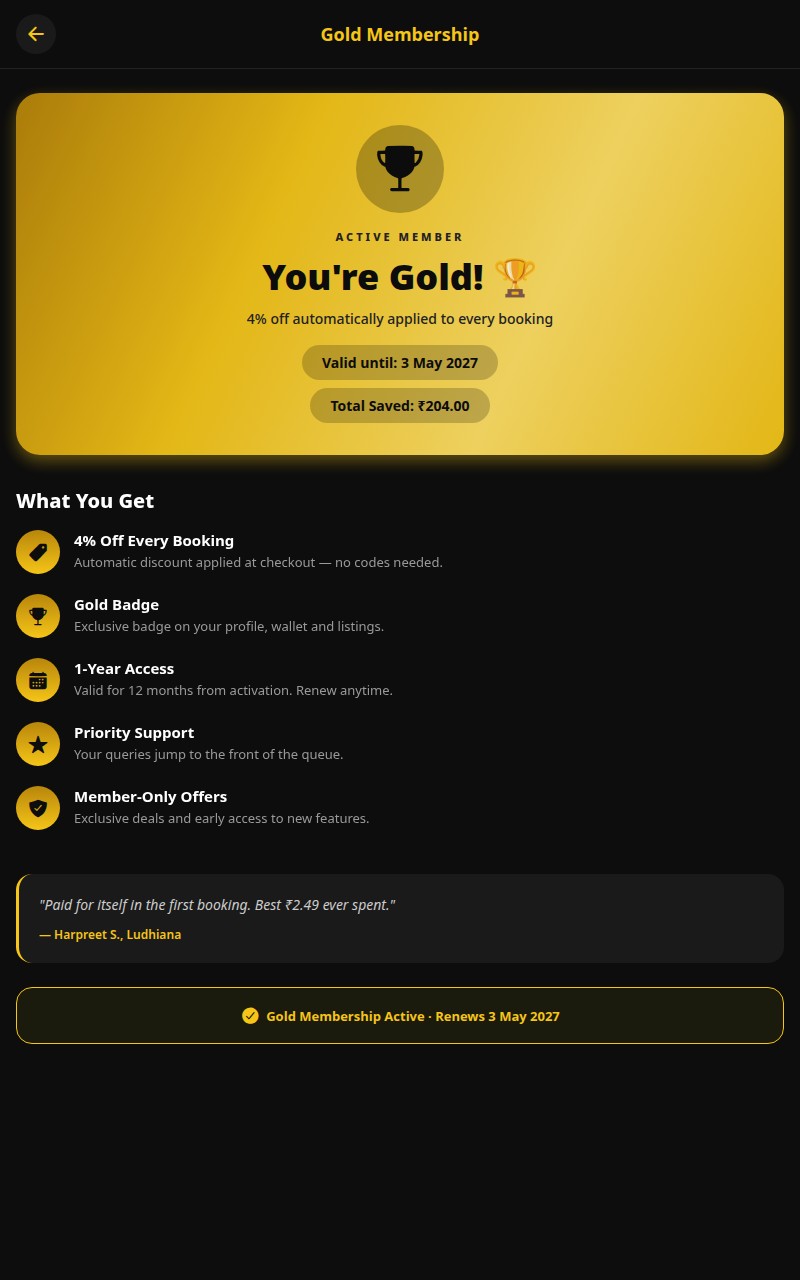 Gold Membership
ACTIVE MEMBER
You're Gold! 🏆
4% off automatically applied to every booking
Valid until: 3 May 2027
Total Saved: ₹204.00
What You Get
4% Off Every Booking
Automatic discount applied at checkout — no codes needed.
Gold Badge
Exclusive badge on your profile, wallet and listings.
1-Year Access
Valid for 12 months from activation. Renew anytime.
Priority Support
Your queries jump to the front of the queue.
Member-Only Offers
Exclusive deals and early access to new features.
"Paid for itself in the first booking. Best ₹2.49 ever spent."
— Harpreet S., Ludhiana
Gold Membership Active · Renews 3 May 2027